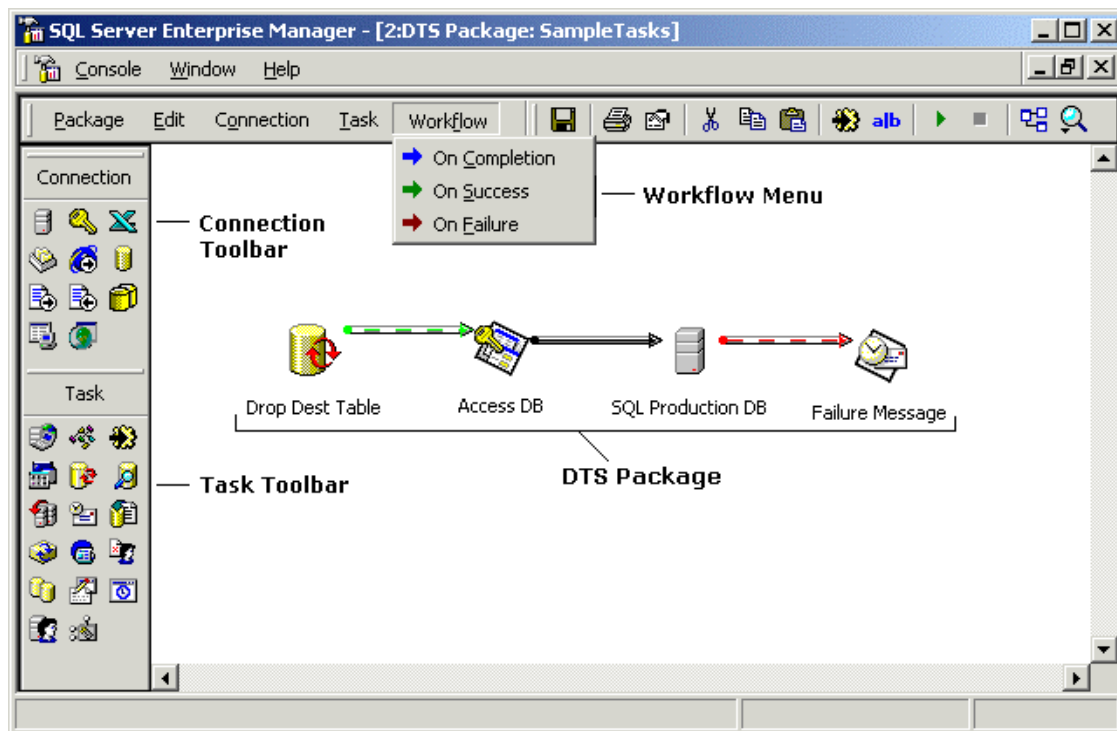 SQL Server Enterprise Manager - [2:DTS Package: SampleTasks]
Console Window Help
Package Edit Connection Task Workflow a|b
On Completion
On Success
On Failure
Workflow Menu
Connection
Connection
Toolbar
Drop Dest Table Access DB SQL Production DB Failure Message
DTS Package
Task
Task Toolbar